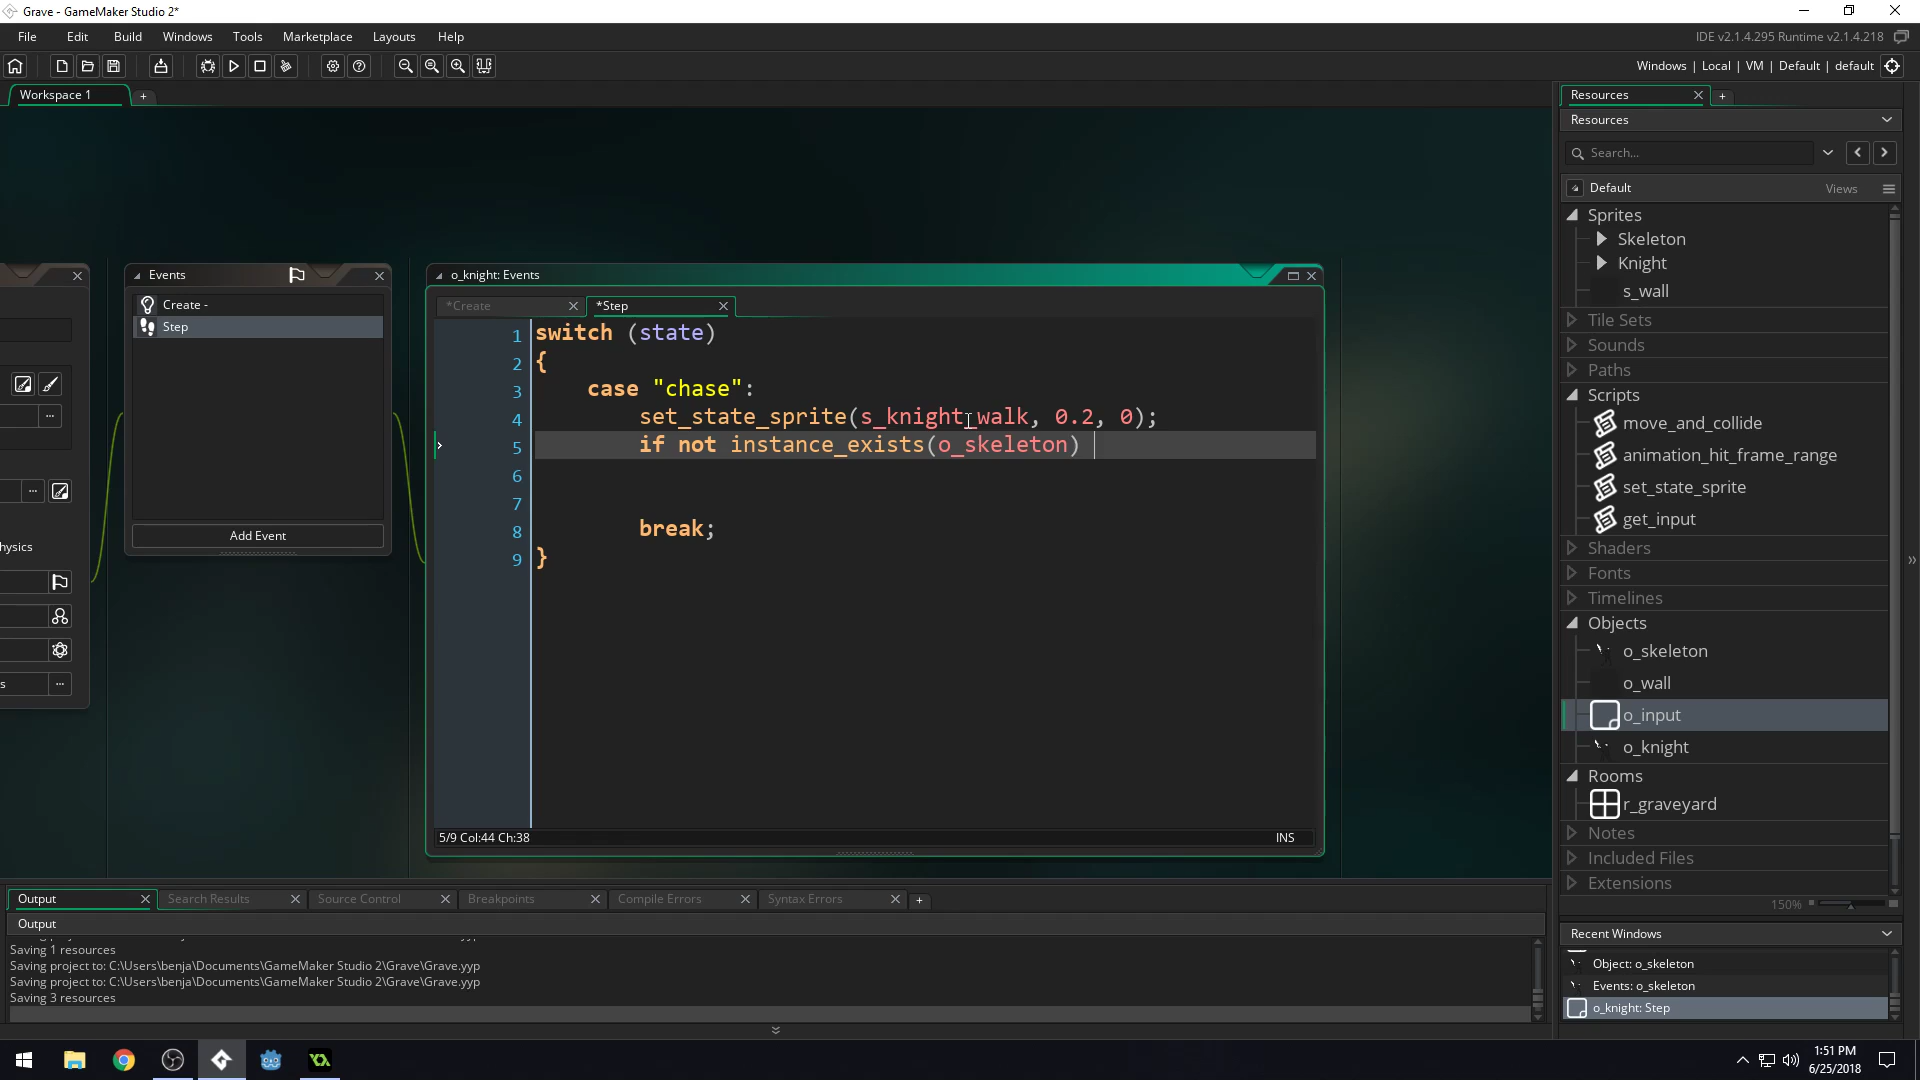 Grave - GameMaker Studio 2*
File Edit Build Windows Tools Marketplace Layouts Help
IDE v2.1.4.295 Runtime v2.1.4.218
Windows | Local | VM | Default | default
Workspace 1
Events
Create -
Step
Add Event
hysics
s
o_knight: Events
*Create
*Step
1 switch (state)
2 {
3 case "chase":
4 set_state_sprite(s_knight_walk, 0.2, 0);
5 if not instance_exists(o_skeleton)
6
7
8 break;
9 }
5/9 Col:44 Ch:38
INS
Resources
Resources
Search...
Default
Views
Sprites
Skeleton
Knight
s_wall
Tile Sets
Sounds
Paths
Scripts
move_and_collide
animation_hit_frame_range
set_state_sprite
get_input
Shaders
Fonts
Timelines
Objects
o_skeleton
o_wall
o_input
o_knight
Rooms
r_graveyard
Notes
Included Files
Extensions
150%
Recent Windows
Object: o_skeleton
Events: o_skeleton
o_knight: Step
Output
Search Results
Source Control
Breakpoints
Compile Errors
Syntax Errors
Output
Saving 1 resources
Saving project to: C:\Users\benja\Documents\GameMaker Studio 2\Grave\Grave.yyp
Saving project to: C:\Users\benja\Documents\GameMaker Studio 2\Grave\Grave.yyp
Saving 3 resources
1:51 PM
6/25/2018